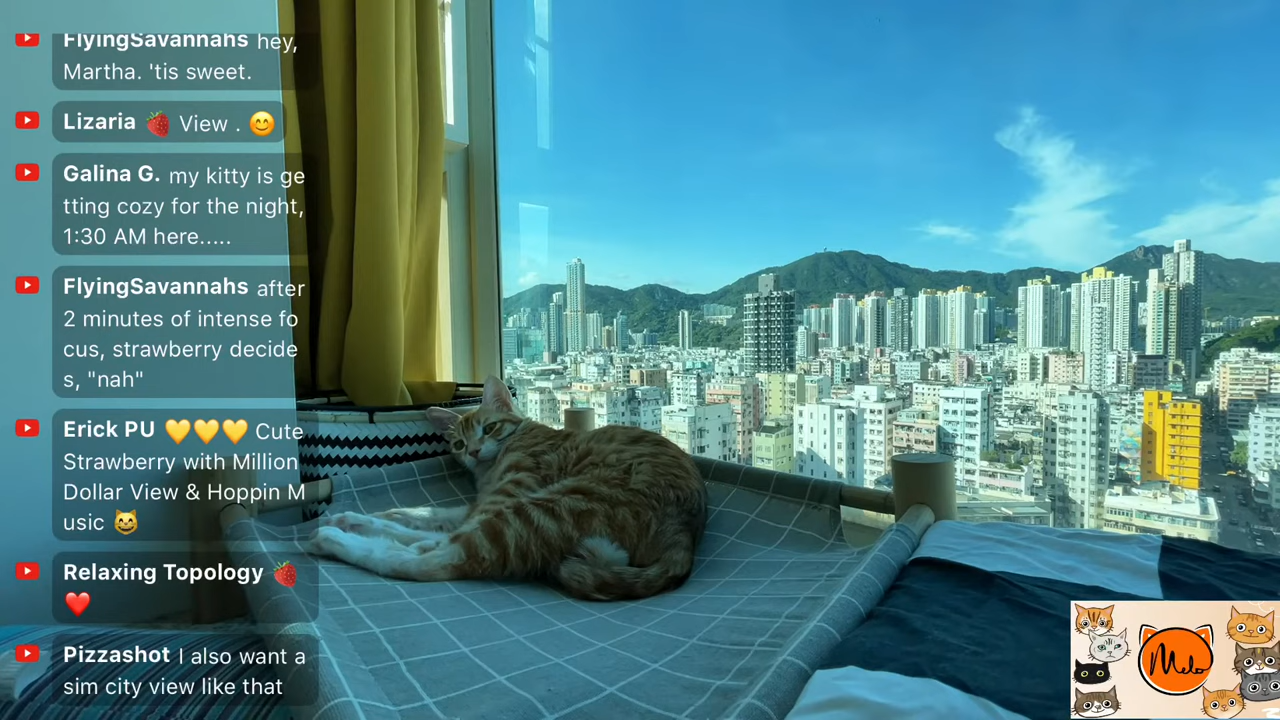 FlyingSavannahs hey,
Martha. 'tis sweet.
Lizaria 🍓 View . 😊
Galina G. my kitty is ge
tting cozy for the night,
1:30 AM here.....
FlyingSavannahs after
2 minutes of intense fo
cus, strawberry decide
s, "nah"
Erick PU 💛💛💛 Cute
Strawberry with Million
Dollar View & Hoppin M
usic 😸
Relaxing Topology 🍓
❤️
Pizzashot I also want a
sim city view like that
Melo